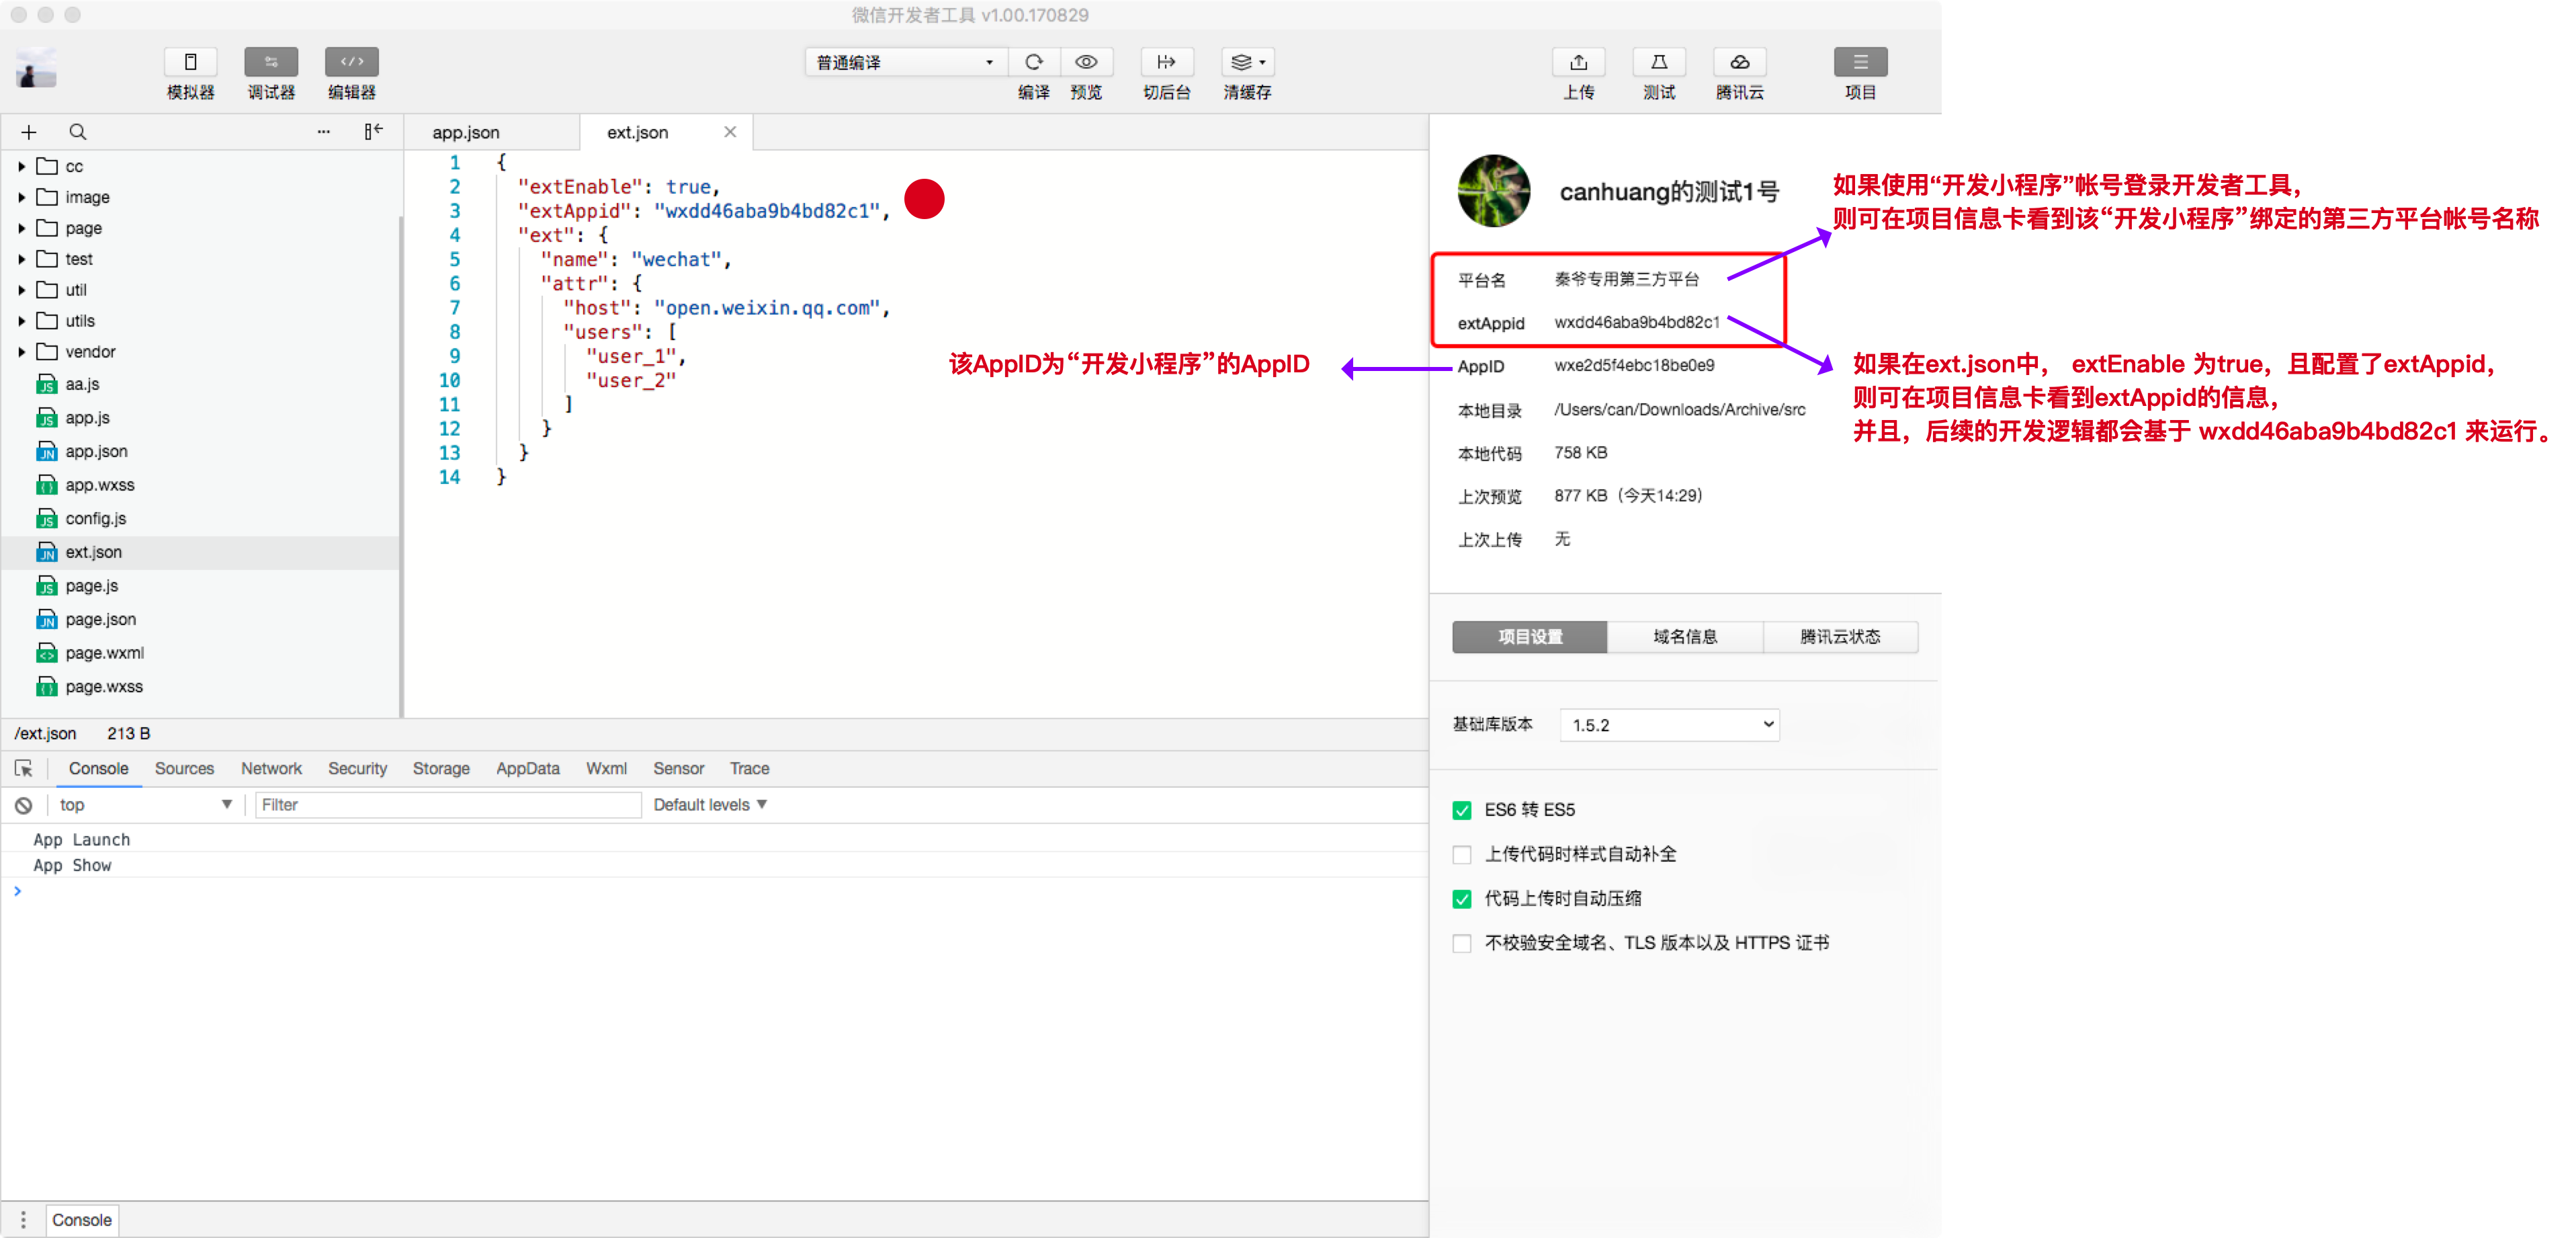 微信开发者工具 v1.00.170829
模拟器
调试器
编辑器
普通编译
编译
预览
切后台
清缓存
上传
测试
腾讯云
项目
cc
image
page
test
util
utils
vendor
aa.js
app.js
app.json
app.wxss
config.js
ext.json
page.js
page.json
page.wxml
page.wxss
/ext.json 213 B
app.json
ext.json
1 {
2 "extEnable": true,
3 "extAppid": "wxdd46aba9b4bd82c1",
4 "ext": {
5 "name": "wechat",
6 "attr": {
7 "host": "open.weixin.qq.com",
8 "users": [
9 "user_1",
10 "user_2"
11 ]
12 }
13 }
14 }
该AppID为“开发小程序”的AppID
canhuang的测试1号
平台名 秦爷专用第三方平台
extAppid wxdd46aba9b4bd82c1
AppID wxe2d5f4ebc18be0e9
本地目录 /Users/can/Downloads/Archive/src
本地代码 758 KB
上次预览 877 KB（今天14:29）
上次上传 无
如果使用“开发小程序”帐号登录开发者工具，
则可在项目信息卡看到该“开发小程序”绑定的第三方平台帐号名称
如果在ext.json中， extEnable 为true，且配置了extAppid，
则可在项目信息卡看到extAppid的信息，
并且，后续的开发逻辑都会基于 wxdd46aba9b4bd82c1 来运行。
项目设置
域名信息
腾讯云状态
基础库版本 1.5.2
ES6 转 ES5
上传代码时样式自动补全
代码上传时自动压缩
不校验安全域名、TLS 版本以及 HTTPS 证书
Console Sources Network Security Storage AppData Wxml Sensor Trace
top Filter Default levels
App Launch
App Show
Console